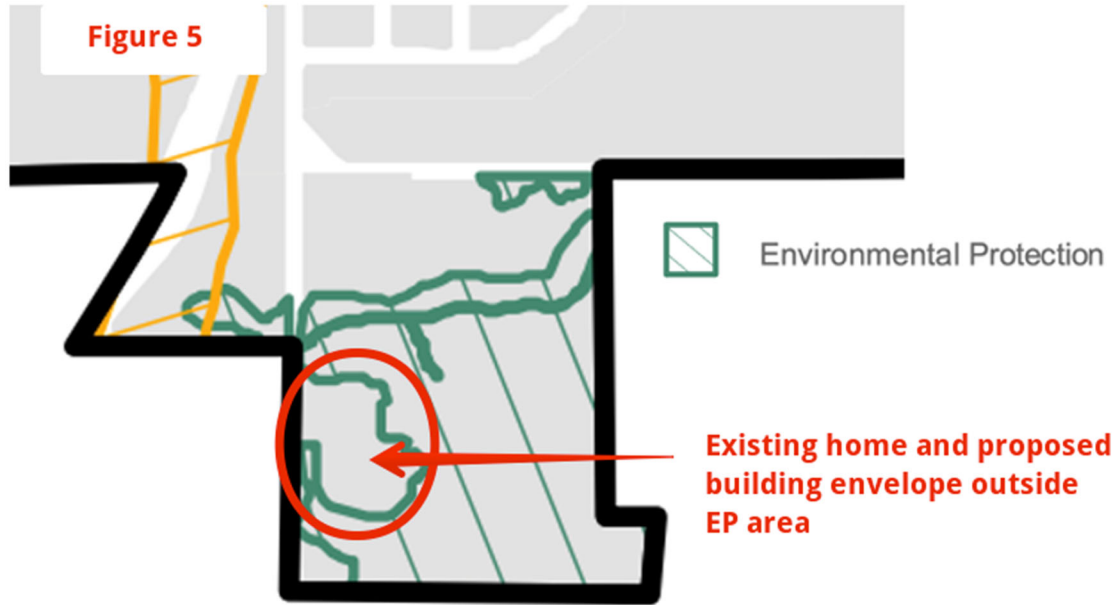 Figure 5
Environmental Protection
Existing home and proposed
building envelope outside
EP area